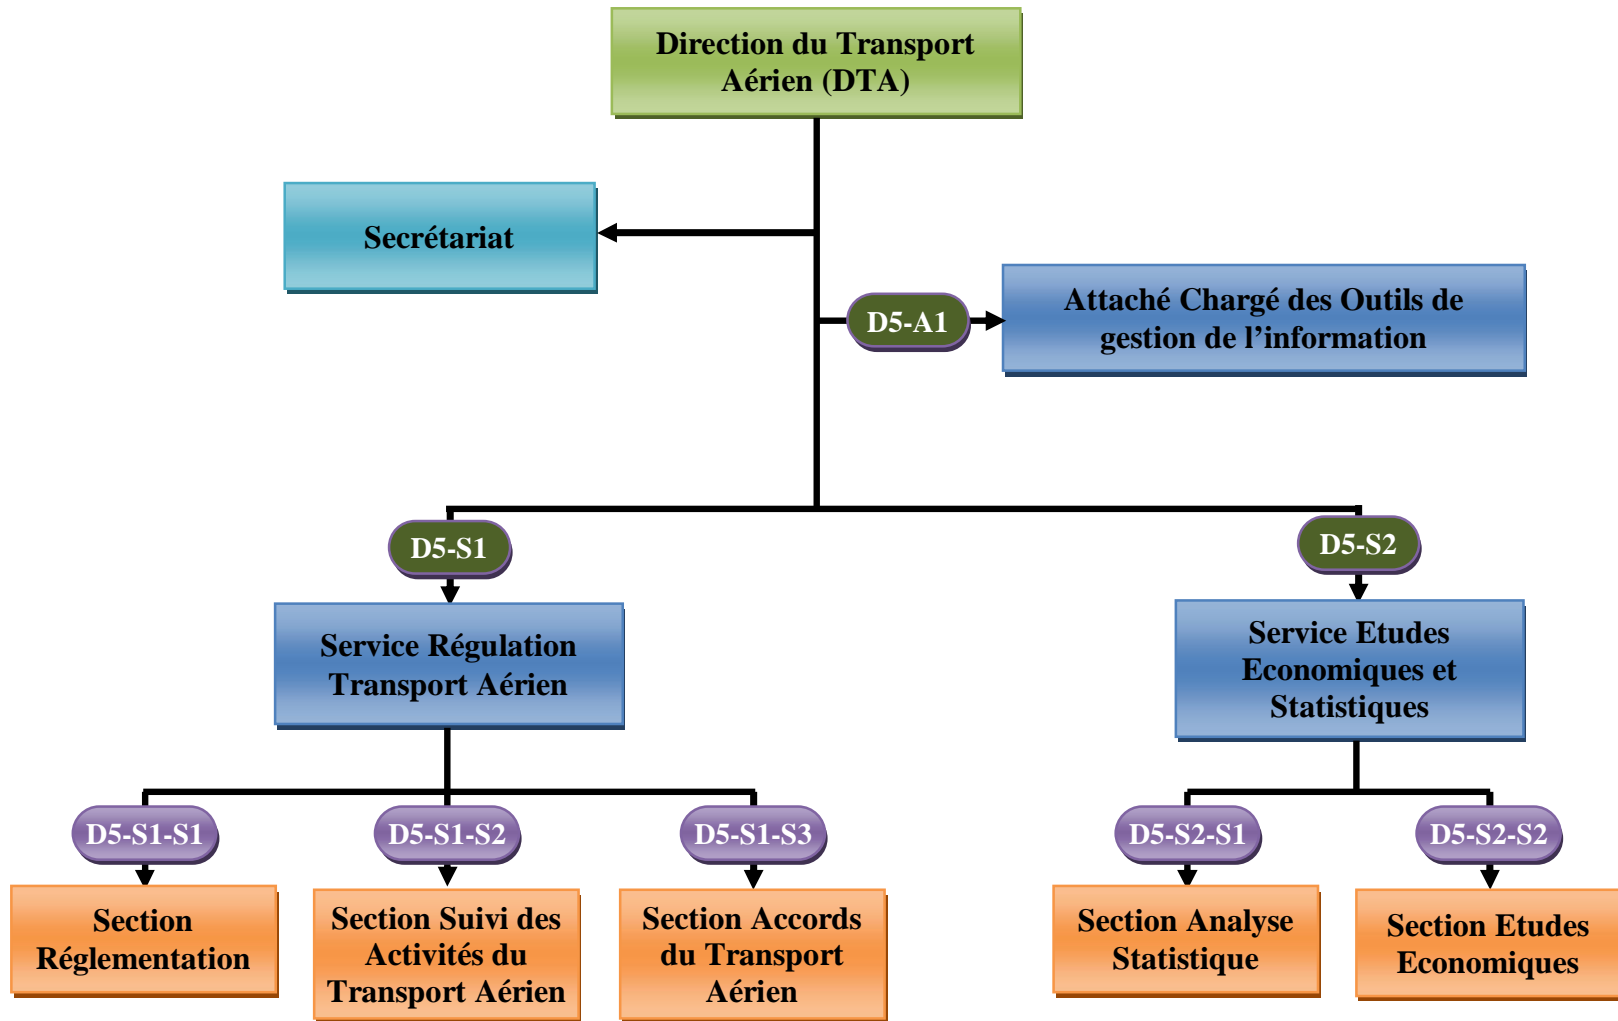 Direction du Transport
Aérien (DTA)
Secrétariat
D5-A1
Attaché Chargé des Outils de
gestion de l’information
D5-S1
D5-S2
Service Régulation
Transport Aérien
Service Etudes
Economiques et
Statistiques
D5-S1-S1
D5-S1-S2
D5-S1-S3
D5-S2-S1
D5-S2-S2
Section
Réglementation
Section Suivi des
Activités du
Transport Aérien
Section Accords
du Transport
Aérien
Section Analyse
Statistique
Section Etudes
Economiques